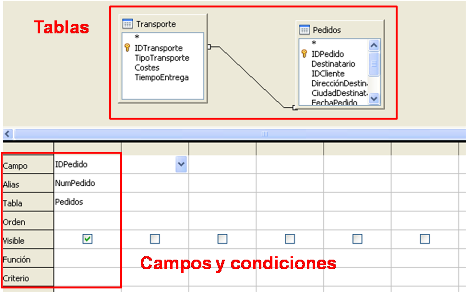 Tablas
Transporte
*
IDTransporte
TipoTransporte
Costes
TiempoEntrega
Pedidos
*
IDPedido
Destinatario
IDCliente
DirecciónDestin
CiudadDestinat
FechaPedido
Campo IDPedido
Alias NumPedido
Tabla Pedidos
Orden
Visible
Función
Criterio
Campos y condiciones